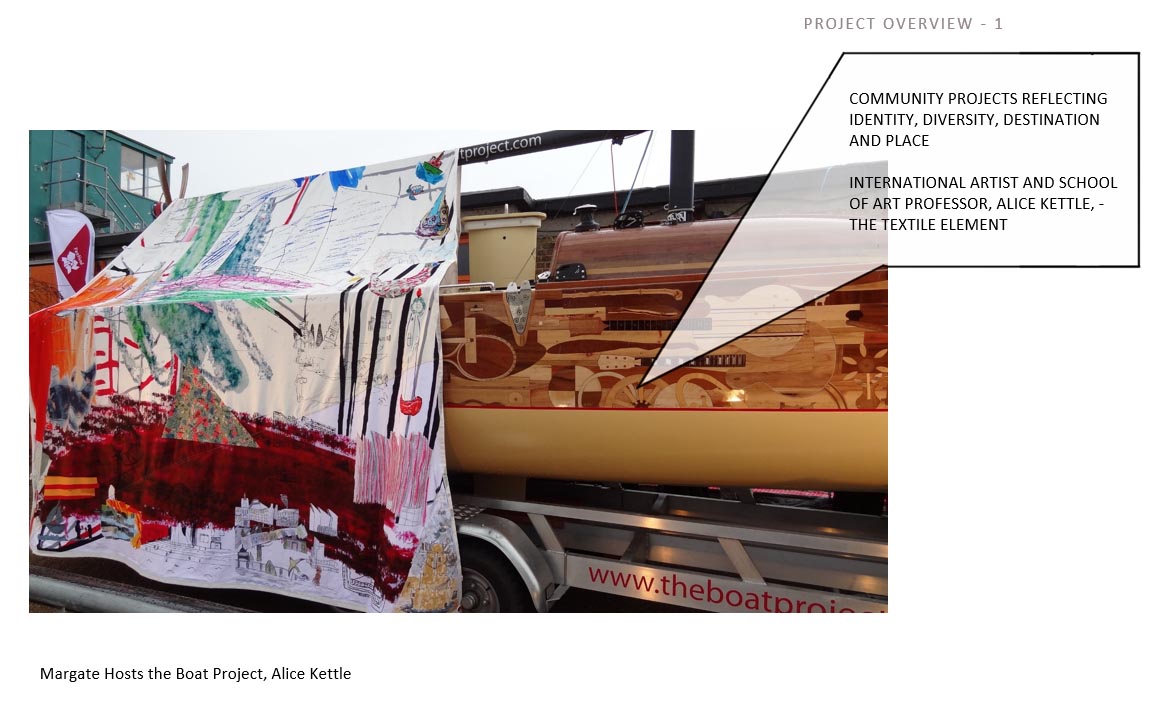 PROJECT OVERVIEW - 1
COMMUNITY PROJECTS REFLECTING
IDENTITY, DIVERSITY, DESTINATION
AND PLACE
INTERNATIONAL ARTIST AND SCHOOL
OF ART PROFESSOR, ALICE KETTLE, -
THE TEXTILE ELEMENT
tproject.com
www.theboatprojec
Margate Hosts the Boat Project, Alice Kettle